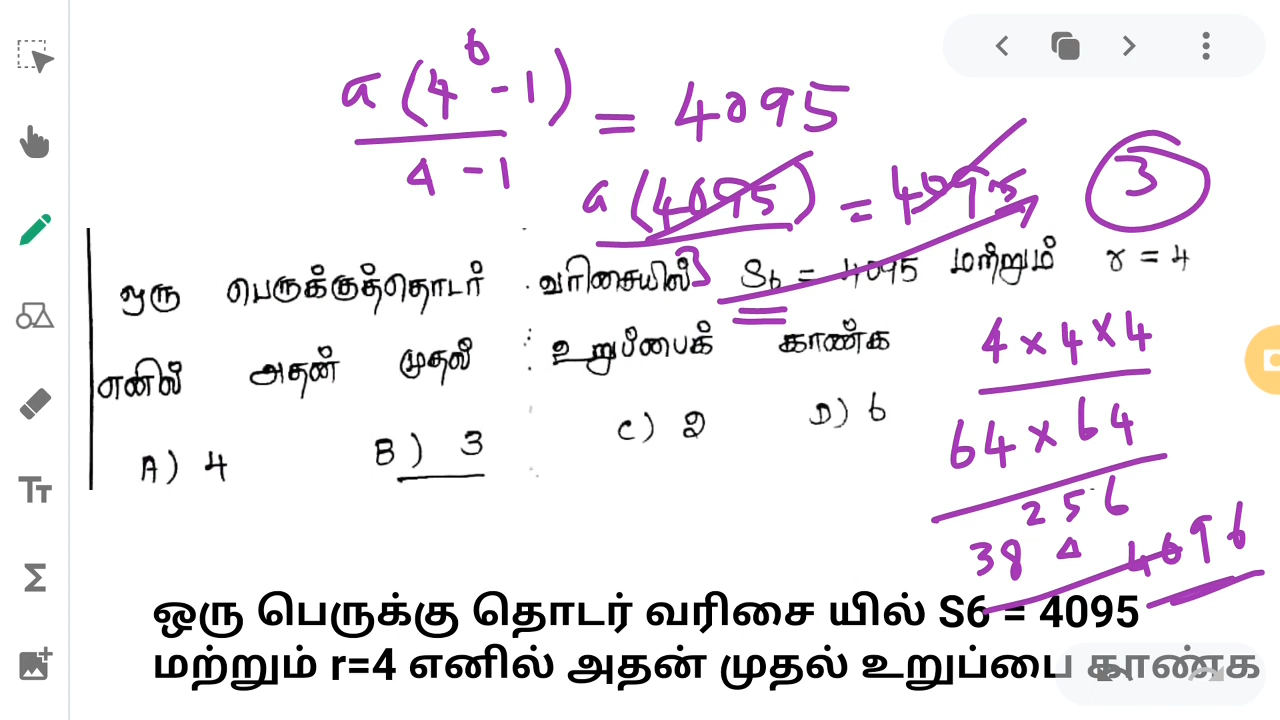 a (4⁶ - 1)
/ 4 - 1 = 4095
a (4095) / 3 = 4095
3
ஒரு பெருக்குத்தொடர் வரிசையில் S₆ = 4095 மற்றும் r = 4
எனில் அதன் முதல் உறுப்பைக் காண்க
A) 4 B) 3 C) 2 D) 6
4 x 4 x 4
64 x 64
256
384
4096
Tт
Σ
ஒரு பெருக்கு தொடர் வரிசை யில் S6 = 4095
மற்றும் r=4 எனில் அதன் முதல் உறுப்பை காண்க